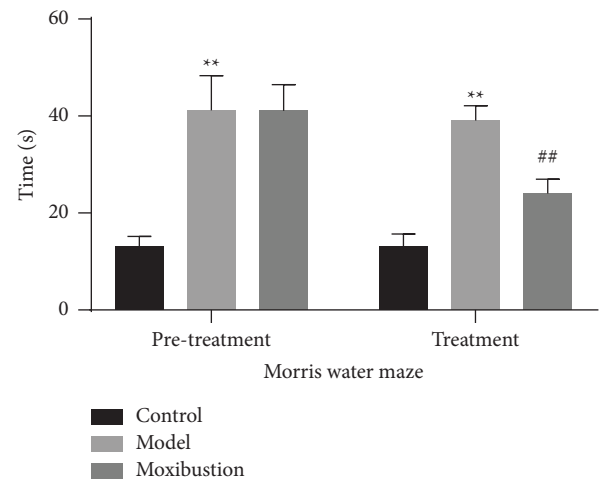 60
40
20
0
Time (s)
**
**
##
Pre-treatment
Treatment
Morris water maze
Control
Model
Moxibustion